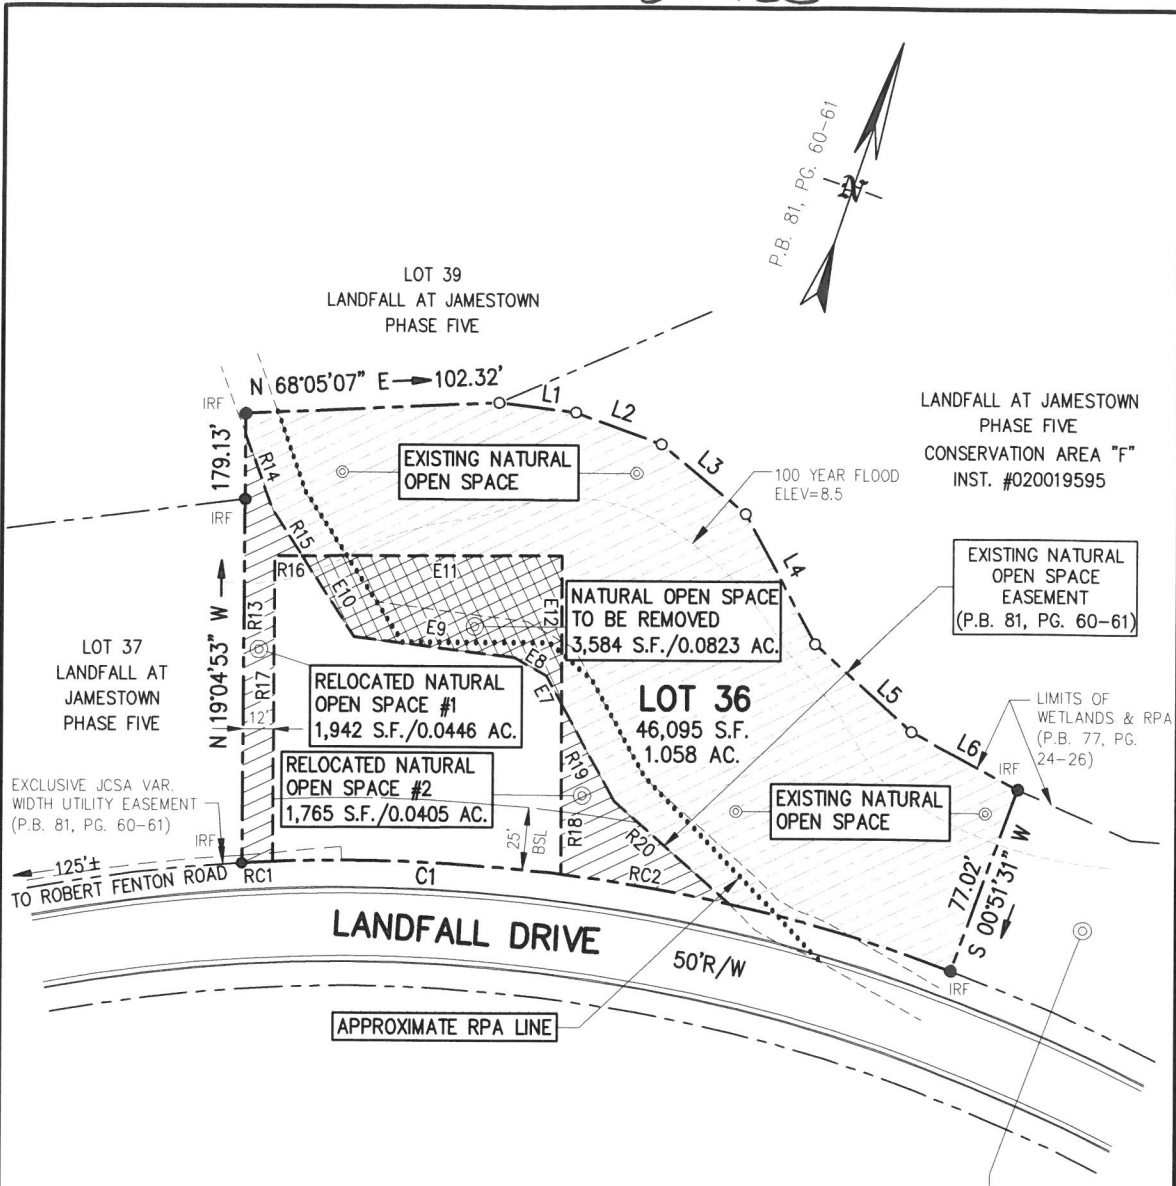 P.B. 81, PG. 60-61
N
LOT 39
LANDFALL AT JAMESTOWN
PHASE FIVE
N 68°05'07" E
102.32'
IRF
L1
L2
L3
L4
L5
L6
LANDFALL AT JAMESTOWN
PHASE FIVE
CONSERVATION AREA "F"
INST. #020019595
179.13'
R14
EXISTING NATURAL
OPEN SPACE
100 YEAR FLOOD
ELEV=8.5
IRF
R15
R16
E10
E11
E12
E9
E8
E7
EXISTING NATURAL
OPEN SPACE
EASEMENT
(P.B. 81, PG. 60-61)
NATURAL OPEN SPACE
TO BE REMOVED
3,584 S.F./0.0823 AC.
N 19°04'53" W
R13
R17
12'
LOT 37
LANDFALL AT
JAMESTOWN
PHASE FIVE
RELOCATED NATURAL
OPEN SPACE #1
1,942 S.F./0.0446 AC.
LOT 36
46,095 S.F.
1.058 AC.
LIMITS OF
WETLANDS & RPA
(P.B. 77, PG.
24-26)
IRF
RELOCATED NATURAL
OPEN SPACE #2
1,765 S.F./0.0405 AC.
R19
R18
R20
EXCLUSIVE JCSA VAR.
WIDTH UTILITY EASEMENT
(P.B. 81, PG. 60-61)
EXISTING NATURAL
OPEN SPACE
IRF
25'
BSL
77.02'
S 00°51'31" W
125'±
TO ROBERT FENTON ROAD
RC1
C1
RC2
LANDFALL DRIVE
50'R/W
IRF
APPROXIMATE RPA LINE